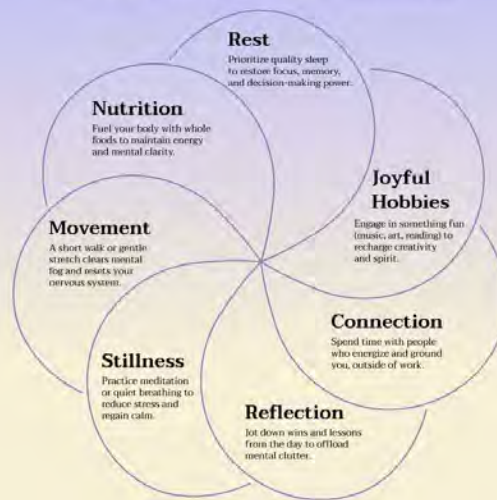 Rest
Prioritize quality sleep
to restore focus, memory,
and decision-making power.
Nutrition
Fuel your body with whole
foods to maintain energy
and mental clarity.
Joyful
Hobbies
Engage in something fun
(music, art, reading) to
recharge creativity
and spirit.
Movement
A short walk or gentle
stretch clears mental
fog and resets your
nervous system.
Connection
Spend time with people
who energize and ground
you, outside of work.
Stillness
Practice meditation
or quiet breathing to
reduce stress and
regain calm.
Reflection
Jot down wins and lessons
from the day to offload
mental clutter.